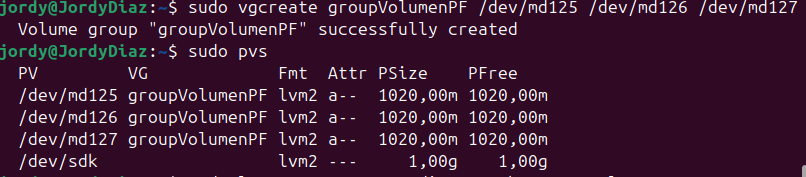 jordy@JordyDiaz:~$ sudo vgcreate groupVolumenPF /dev/md125 /dev/md126 /dev/md127
  Volume group "groupVolumenPF" successfully created
jordy@JordyDiaz:~$ sudo pvs
  PV         VG             Fmt  Attr PSize    PFree
  /dev/md125 groupVolumenPF lvm2 a--  1020,00m 1020,00m
  /dev/md126 groupVolumenPF lvm2 a--  1020,00m 1020,00m
  /dev/md127 groupVolumenPF lvm2 a--  1020,00m 1020,00m
  /dev/sdk                  lvm2 ---     1,00g    1,00g